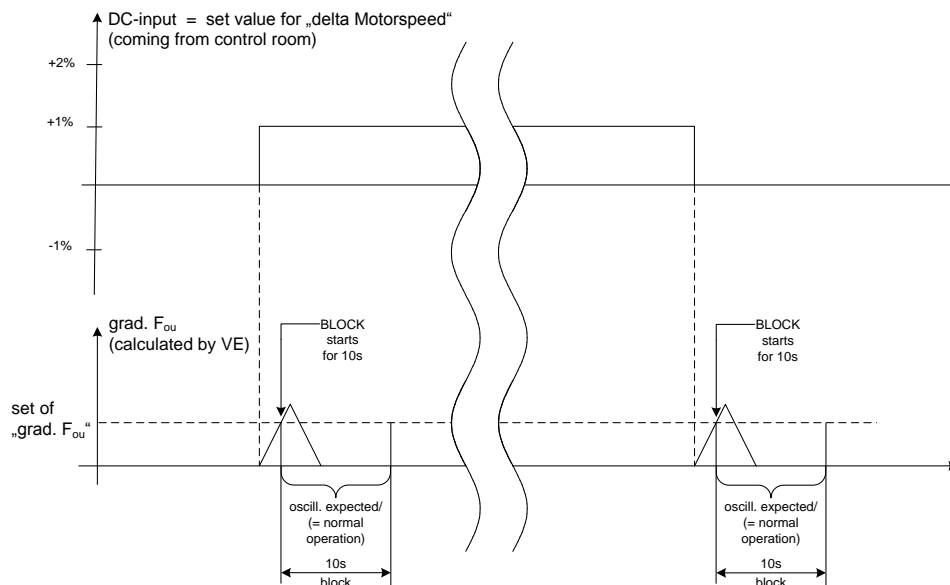 DC-input = set value for „delta Motorspeed“
(coming from control room)
+2%
+1%
-1%
grad. Fou
(calculated by VE)
BLOCK
starts
for 10s
BLOCK
starts
for 10s
set of
„grad. Fou“
oscill. expected/
(= normal
operation)
oscill. expected/
(= normal
operation)
10s
block
10s
block